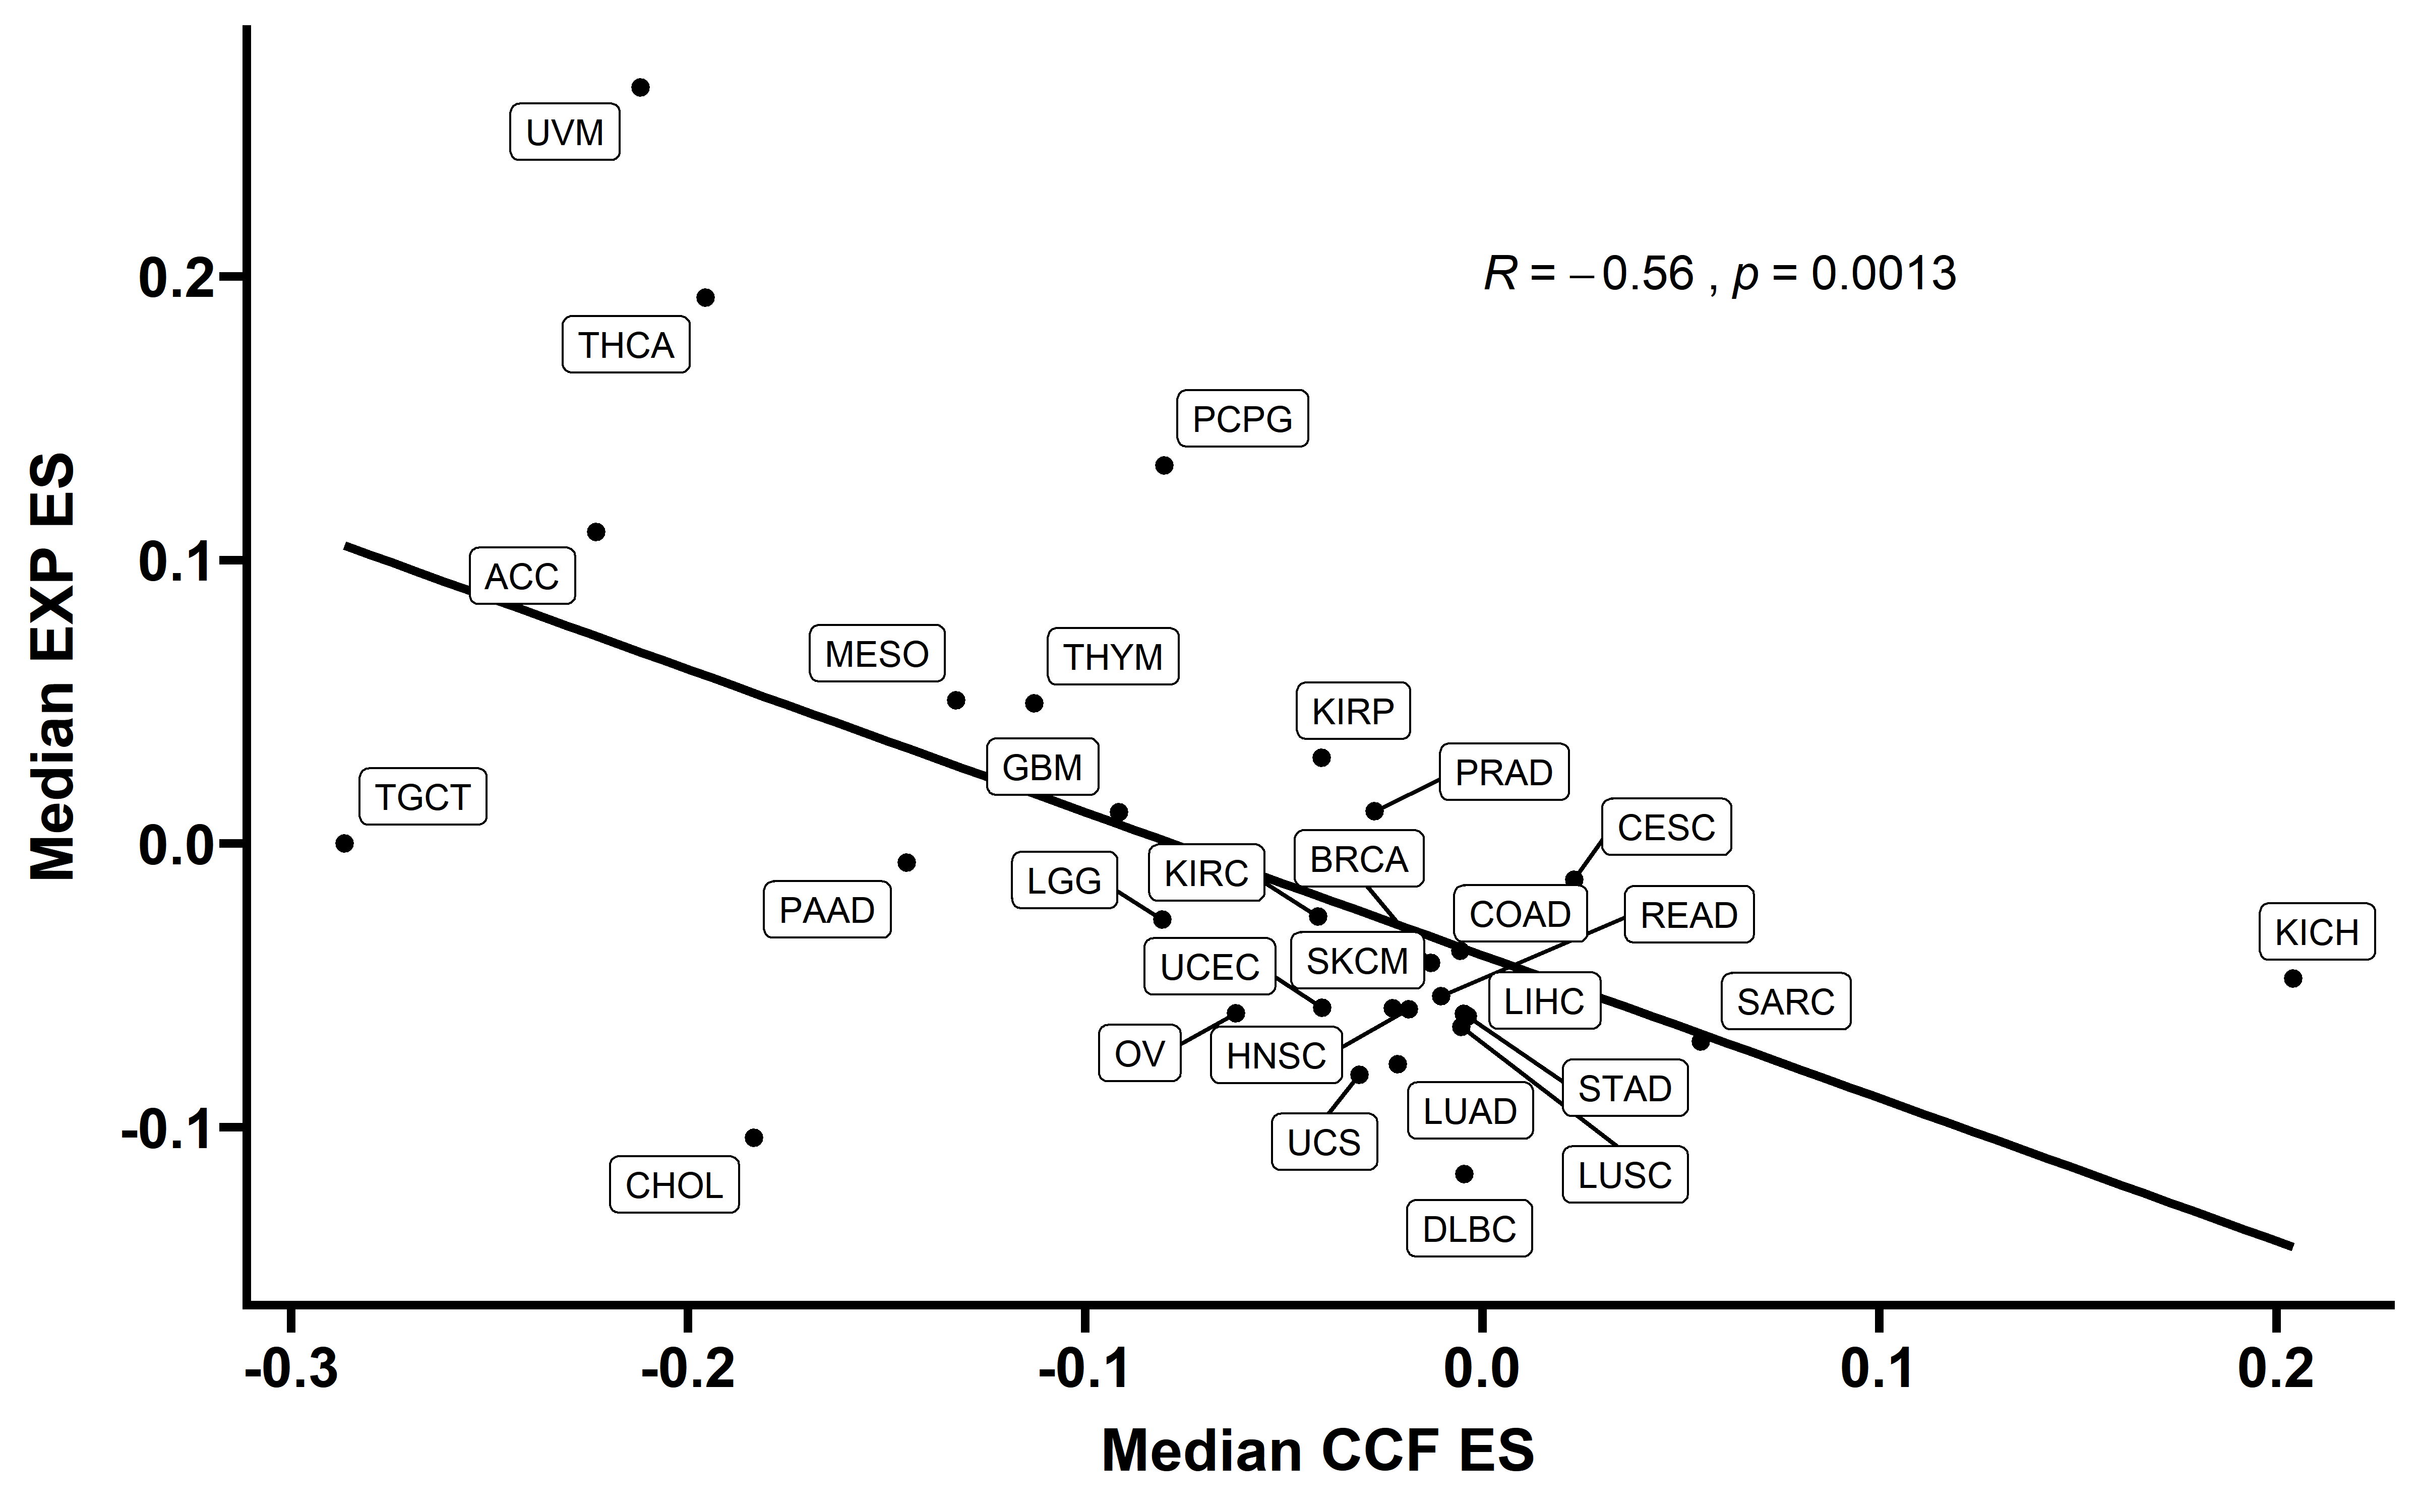 UVM
0.2
R = − 0.56 , p = 0.0013
THCA
PCPG
Median EXP ES
0.1
ACC
MESO
THYM
KIRP
GBM
PRAD
TGCT
CESC
0.0
BRCA
KIRC
LGG
PAAD
COAD
READ
KICH
SKCM
UCEC
LIHC
SARC
OV
HNSC
STAD
LUAD
-0.1
UCS
LUSC
CHOL
DLBC
-0.3
-0.2
-0.1
0.0
0.1
0.2
Median CCF ES